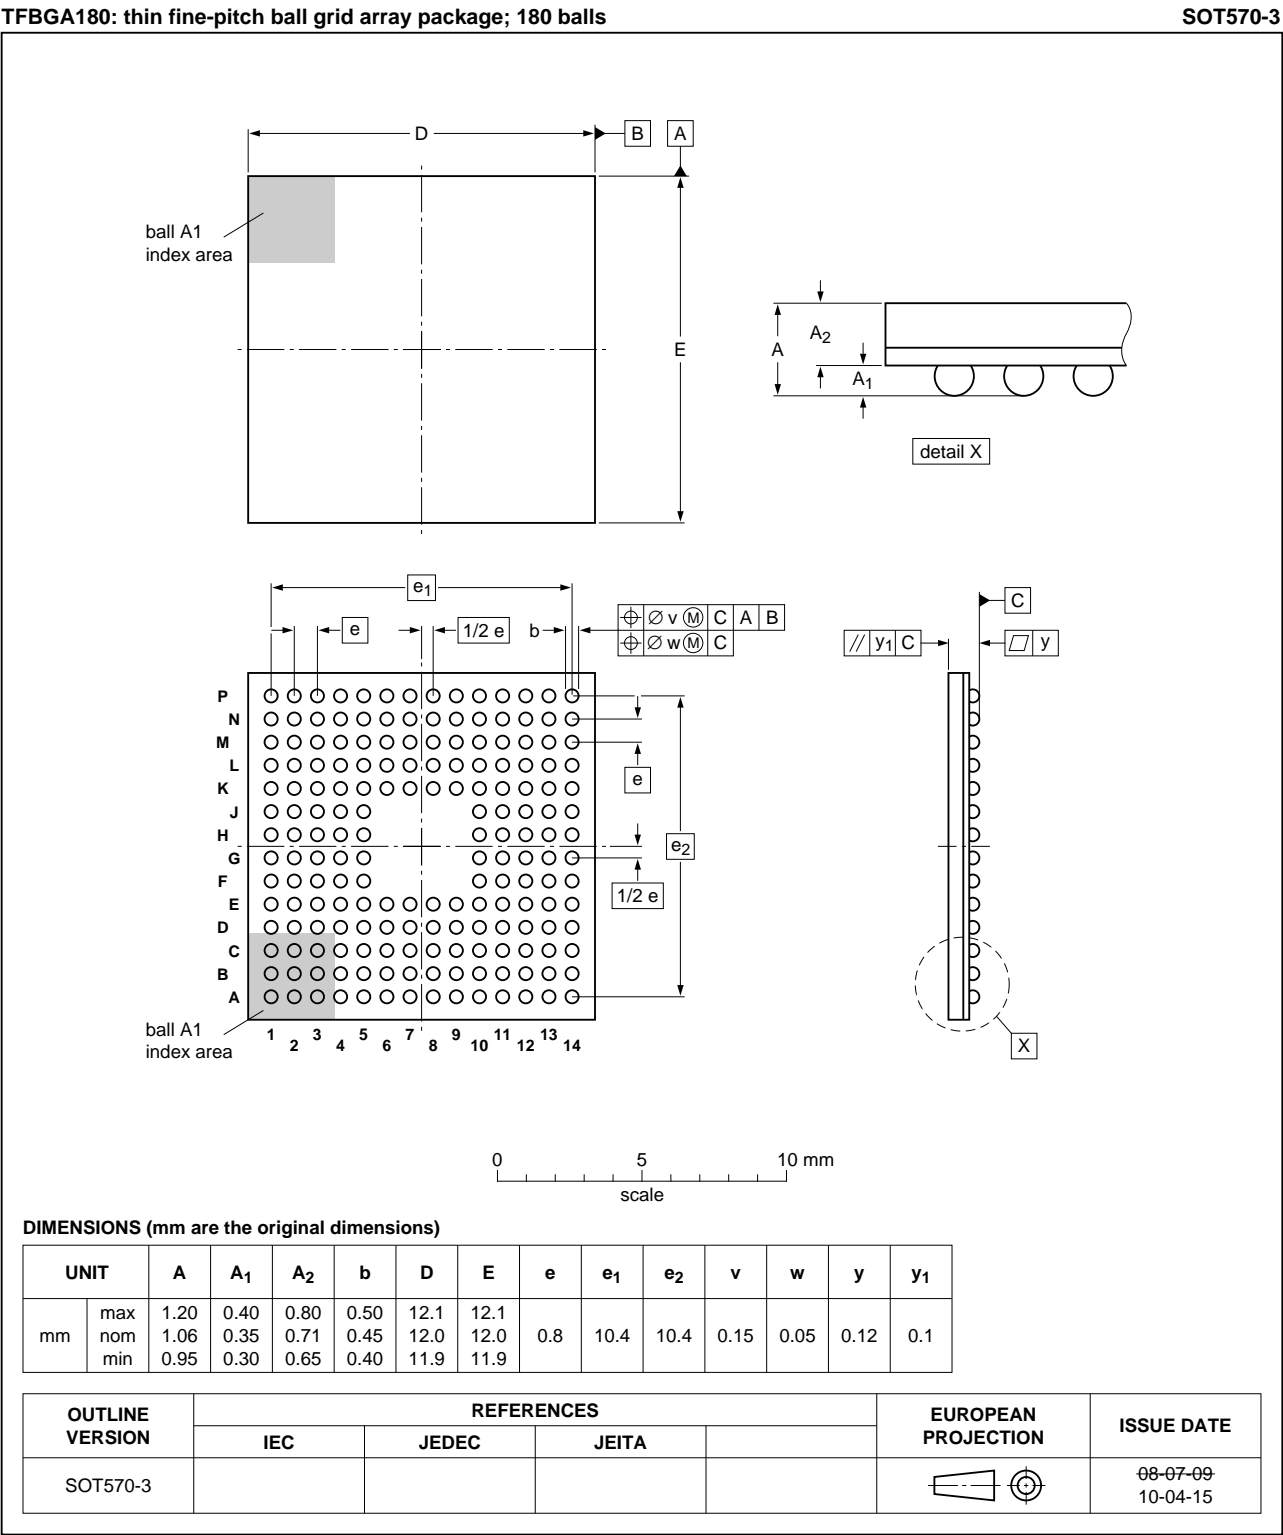 TFBGA180: thin fine-pitch ball grid array package; 180 balls SOT570-3
D B A
ball A1
index area
E
A
A2
A1
detail X
e1
e 1/2 e b
⌖ ∅ v Ⓜ C A B
⌖ ∅ w Ⓜ C
C
// y1 C
⏥ y
P
N
M
L
K
J
H
G
F
E
D
C
B
A
e
e2
1/2 e
ball A1
index area
1 2 3 4 5 6 7 8 9 10 11 12 13 14
X
0 5 10 mm
scale
DIMENSIONS (mm are the original dimensions)
UNIT A A1 A2 b D E e e1 e2 v w y y1
mm max 1.20 0.40 0.80 0.50 12.1 12.1
nom 1.06 0.35 0.71 0.45 12.0 12.0 0.8 10.4 10.4 0.15 0.05 0.12 0.1
min 0.95 0.30 0.65 0.40 11.9 11.9
OUTLINE VERSION REFERENCES EUROPEAN PROJECTION ISSUE DATE
IEC JEDEC JEITA
SOT570-3 08-07-09
10-04-15